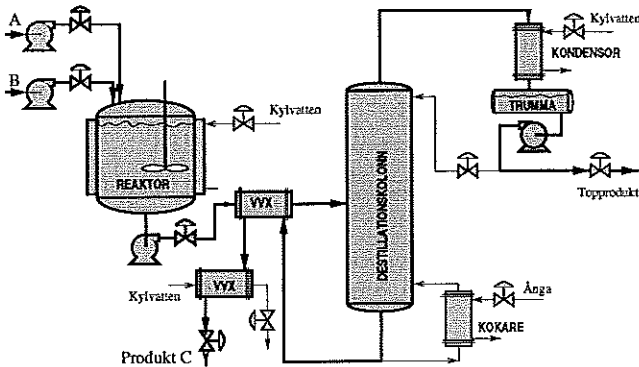 A
Kylvatten
KONDENSOR
B
TRUMMA
Kylvatten
REAKTOR
DESTILLATIONSKOLONN
Topprodukt
VVX
Kylvatten
VVX
Ånga
KOKARE
Produkt C